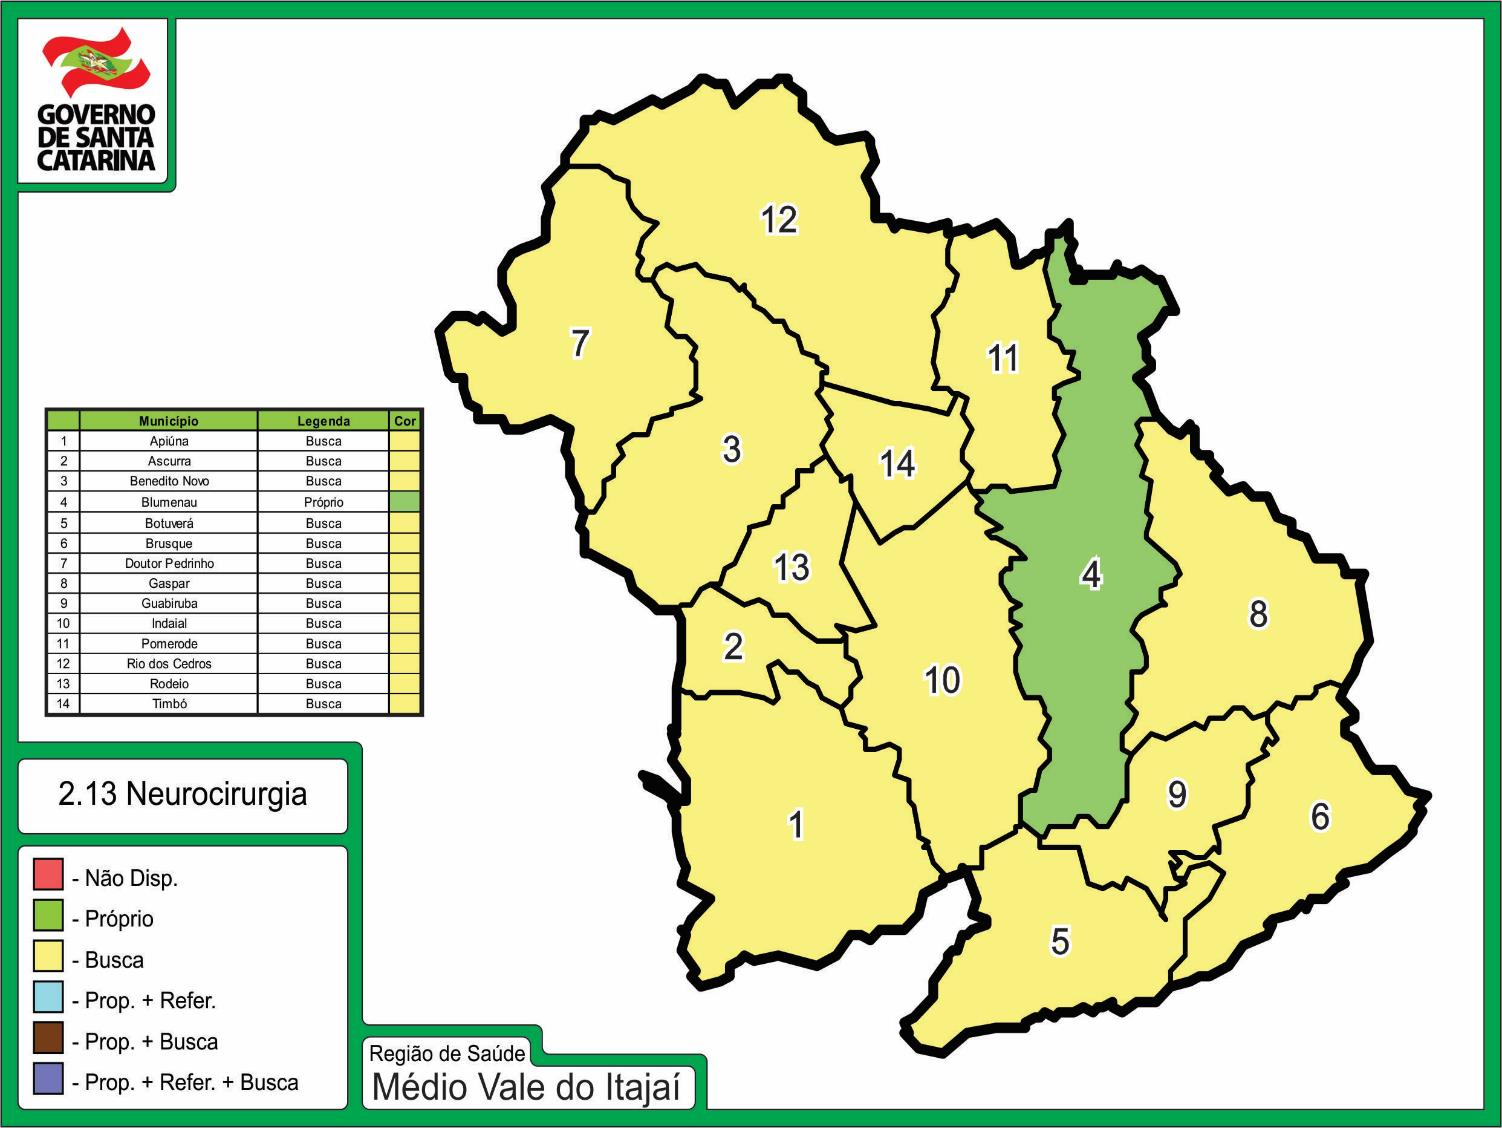 GOVERNO
DE SANTA
CATARINA
12
7
11
3
14
13
4
8
2
10
9
1
6
5
Município Legenda Cor
1 Apiúna Busca
2 Ascurra Busca
3 Benedito Novo Busca
4 Blumenau Próprio
5 Botuverá Busca
6 Brusque Busca
7 Doutor Pedrinho Busca
8 Gaspar Busca
9 Guabiruba Busca
10 Indaial Busca
11 Pomerode Busca
12 Rio dos Cedros Busca
13 Rodeio Busca
14 Timbó Busca
2.13 Neurocirurgia
- Não Disp.
- Próprio
- Busca
- Prop. + Refer.
- Prop. + Busca
- Prop. + Refer. + Busca
Região de Saúde
Médio Vale do Itajaí